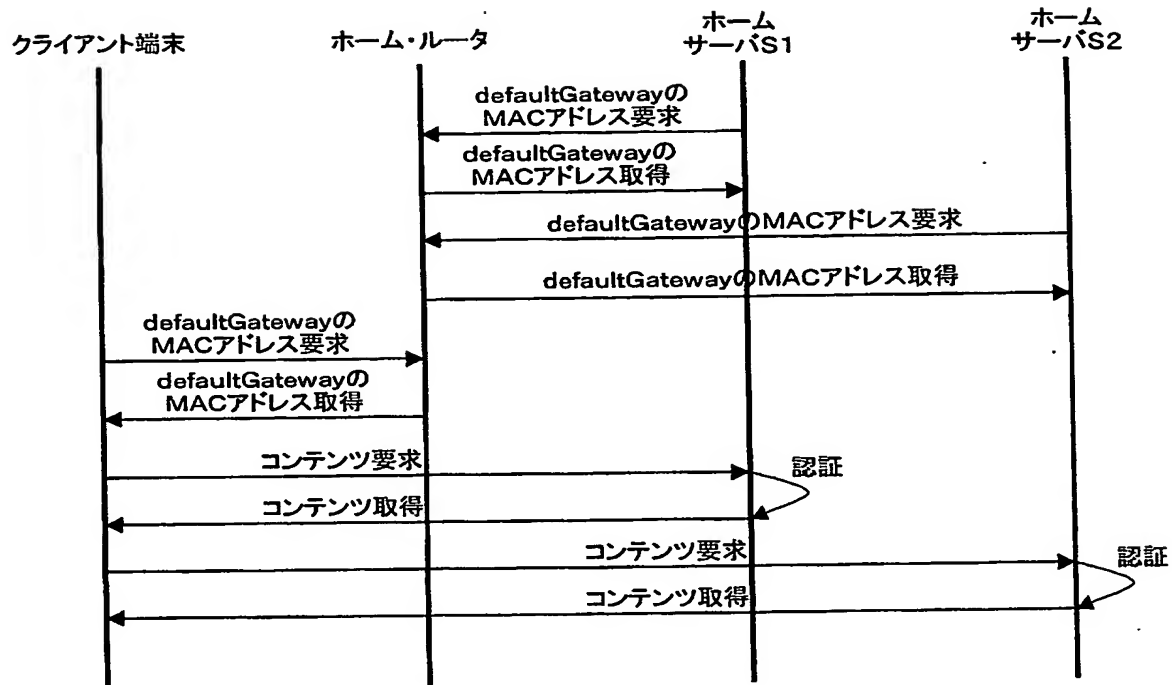 クライアント端末
ホーム・ルータ
ホーム
サーバS1
ホーム
サーバS2
defaultGatewayの
MACアドレス要求
defaultGatewayの
MACアドレス取得
defaultGatewayのMACアドレス要求
defaultGatewayのMACアドレス取得
defaultGatewayの
MACアドレス要求
defaultGatewayの
MACアドレス取得
コンテンツ要求
認証
コンテンツ取得
コンテンツ要求
認証
コンテンツ取得